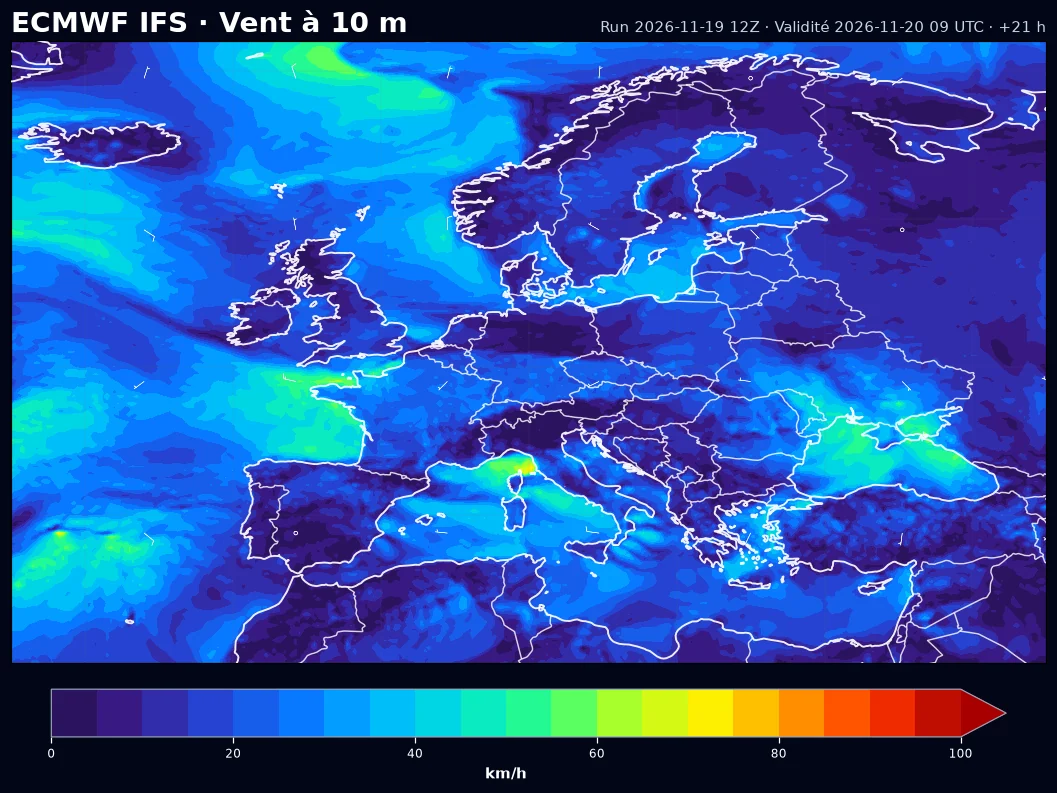 ECMWF IFS · Vent à 10 m
Run 2026-11-19 12Z · Validité 2026-11-20 09 UTC · +21 h
0 20 40 60 80 100
km/h